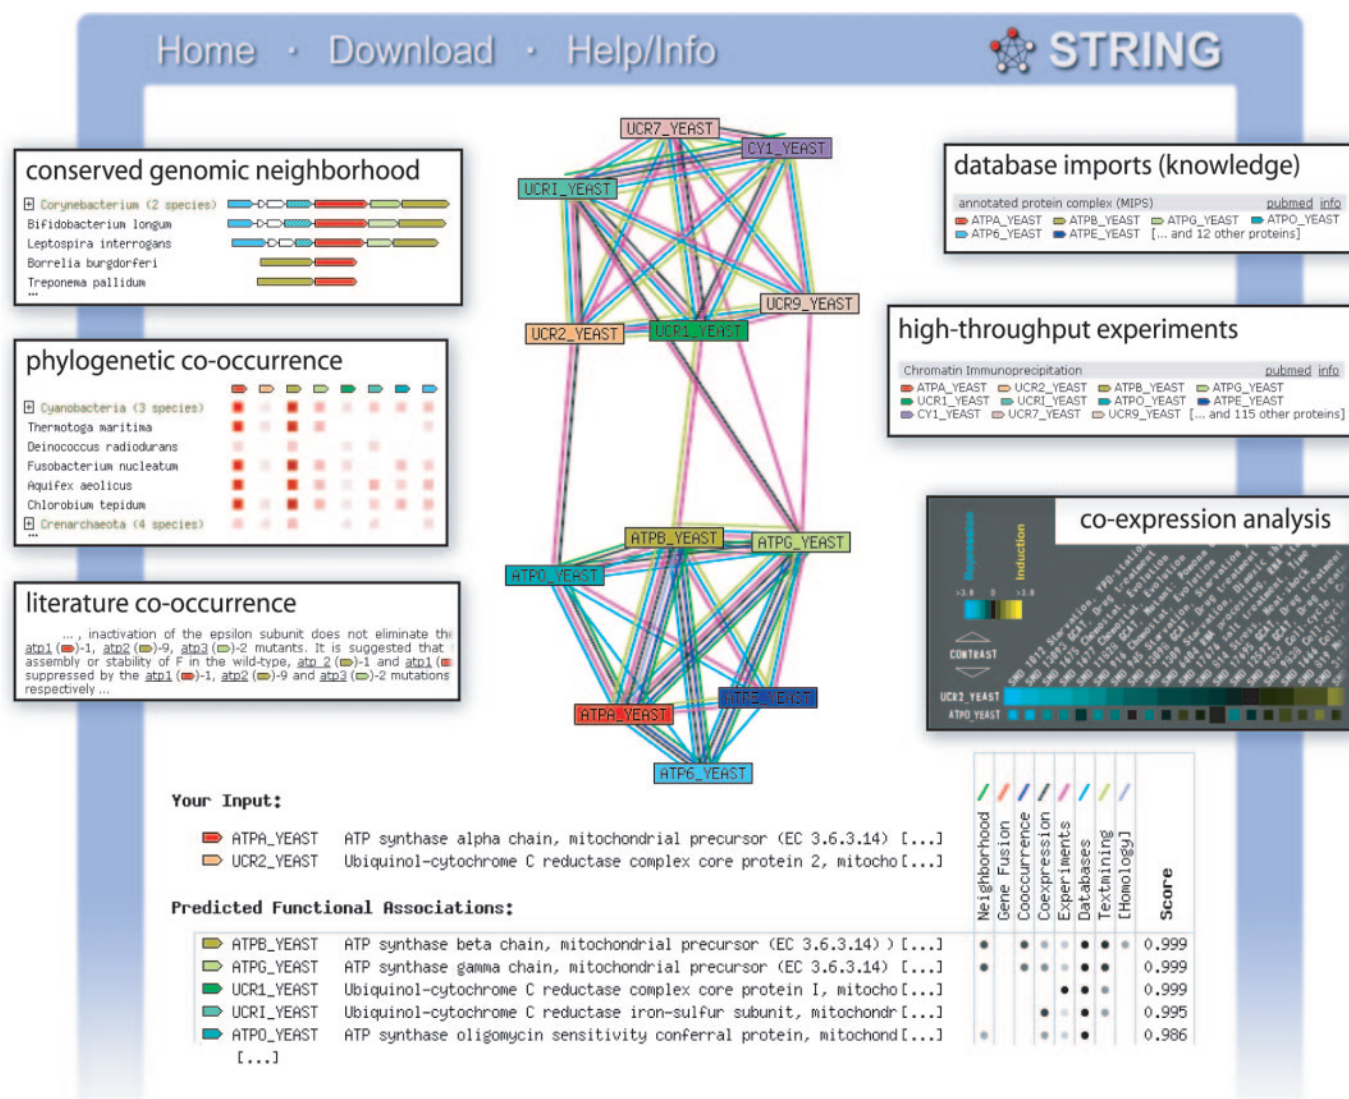 Home · Download · Help/Info
STRING
conserved genomic neighborhood
Corynebacterium (2 species)
Bifidobacterium longum
Leptospira interrogans
Borrelia burgdorferi
Treponema pallidum
...
phylogenetic co-occurrence
Cyanobacteria (3 species)
Thermotoga maritima
Deinococcus radiodurans
Fusobacterium nucleatum
Aquifex aeolicus
Chlorobium tepidum
Crenarchaeota (4 species)
...
literature co-occurrence
... , inactivation of the epsilon subunit does not eliminate the
atp1 ()-1, atp2 ()-9, atp3 ()-2 mutants. It is suggested that
assembly or stability of F in the wild-type, atp 2 ()-1 and atp1 (
suppressed by the atp1 ()-1, atp2 ()-9 and atp3 ()-2 mutations
respectively ...
UCR7_YEAST
CY1_YEAST
UCRI_YEAST
UCR9_YEAST
UCR2_YEAST
UCR1_YEAST
ATPB_YEAST
ATPG_YEAST
ATPO_YEAST
ATPE_YEAST
ATPA_YEAST
ATP6_YEAST
database imports (knowledge)
annotated protein complex (MIPS) pubmed info
ATPA_YEAST ATPB_YEAST ATPG_YEAST ATPO_YEAST
ATP6_YEAST ATPE_YEAST [... and 12 other proteins]
high-throughput experiments
Chromatin Immunoprecipitation pubmed info
ATPA_YEAST UCR2_YEAST ATPB_YEAST ATPG_YEAST
UCR1_YEAST UCRI_YEAST ATPO_YEAST ATPE_YEAST
CY1_YEAST UCR7_YEAST UCR9_YEAST [... and 115 other proteins]
co-expression analysis
Repression
Induction
>3.0 0 >3.0
CONTRAST
UCR2_YEAST
ATPO_YEAST
Your Input:
ATPA_YEAST ATP synthase alpha chain, mitochondrial precursor (EC 3.6.3.14) [...]
UCR2_YEAST Ubiquinol-cytochrome C reductase complex core protein 2, mitocho[...]
Predicted Functional Associations:
Neighborhood
Gene Fusion
Cooccurrence
Coexpression
Experiments
Databases
Textmining
[Homology]
Score
ATPB_YEAST ATP synthase beta chain, mitochondrial precursor (EC 3.6.3.14) ) [...] 0.999
ATPG_YEAST ATP synthase gamma chain, mitochondrial precursor (EC 3.6.3.14) [...] 0.999
UCR1_YEAST Ubiquinol-cytochrome C reductase complex core protein I, mitocho[...] 0.999
UCRI_YEAST Ubiquinol-cytochrome C reductase iron-sulfur subunit, mitochondr[...] 0.995
ATPO_YEAST ATP synthase oligomycin sensitivity conferral protein, mitochond[...] 0.986
[...]